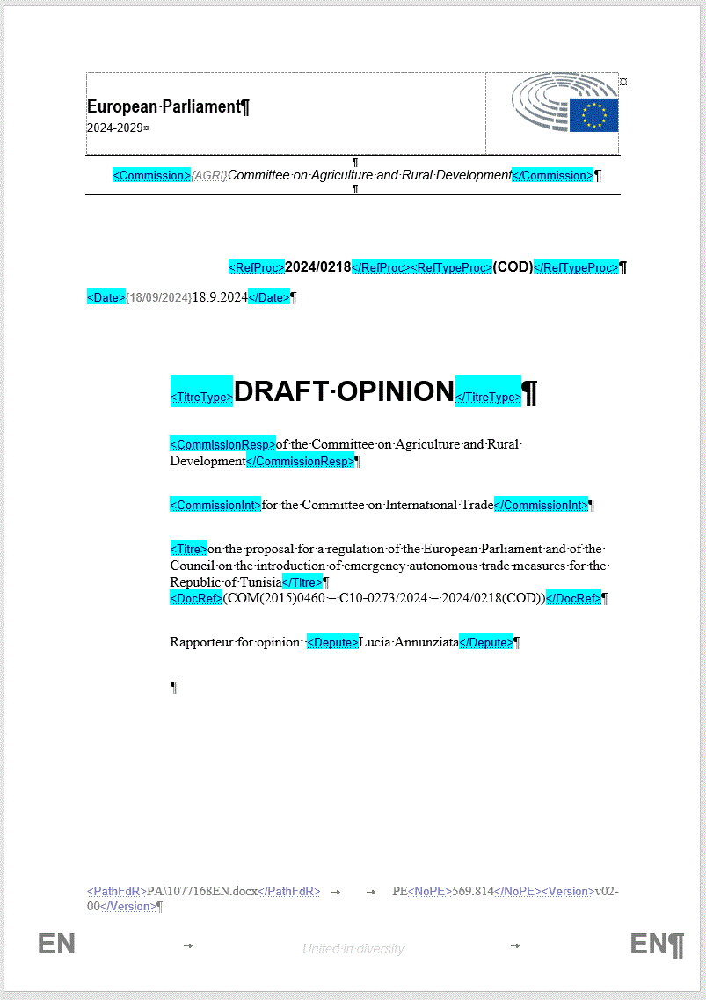 European·Parliament¶
2024-2029¤
¤
¶
<Commission>{AGRI}Committee·on·Agriculture·and·Rural·Development</Commission>¶
¶
<RefProc>2024/0218</RefProc><RefTypeProc>(COD)</RefTypeProc>¶
<Date>{18/09/2024}18.9.2024</Date>¶
<TitreType>DRAFT·OPINION</TitreType>¶
<CommissionResp>of·the·Committee·on·Agriculture·and·Rural·
Development</CommissionResp>¶
<CommissionInt>for·the·Committee·on·International·Trade</CommissionInt>¶
<Titre>on·the·proposal·for·a·regulation·of·the·European·Parliament·and·of·the·
Council·on·the·introduction·of·emergency·autonomous·trade·measures·for·the·
Republic·of·Tunisia</Titre>¶
<DocRef>(COM(2015)0460·–·C10-0273/2024·–·2024/0218(COD))</DocRef>¶
Rapporteur·for·opinion:·<Depute>Lucia·Annunziata</Depute>¶
¶
<PathFdR>PA\1077168EN.docx</PathFdR> → → PE<NoPE>569.814</NoPE><Version>v02-
00</Version>¶
EN → United·in·diversity → EN¶